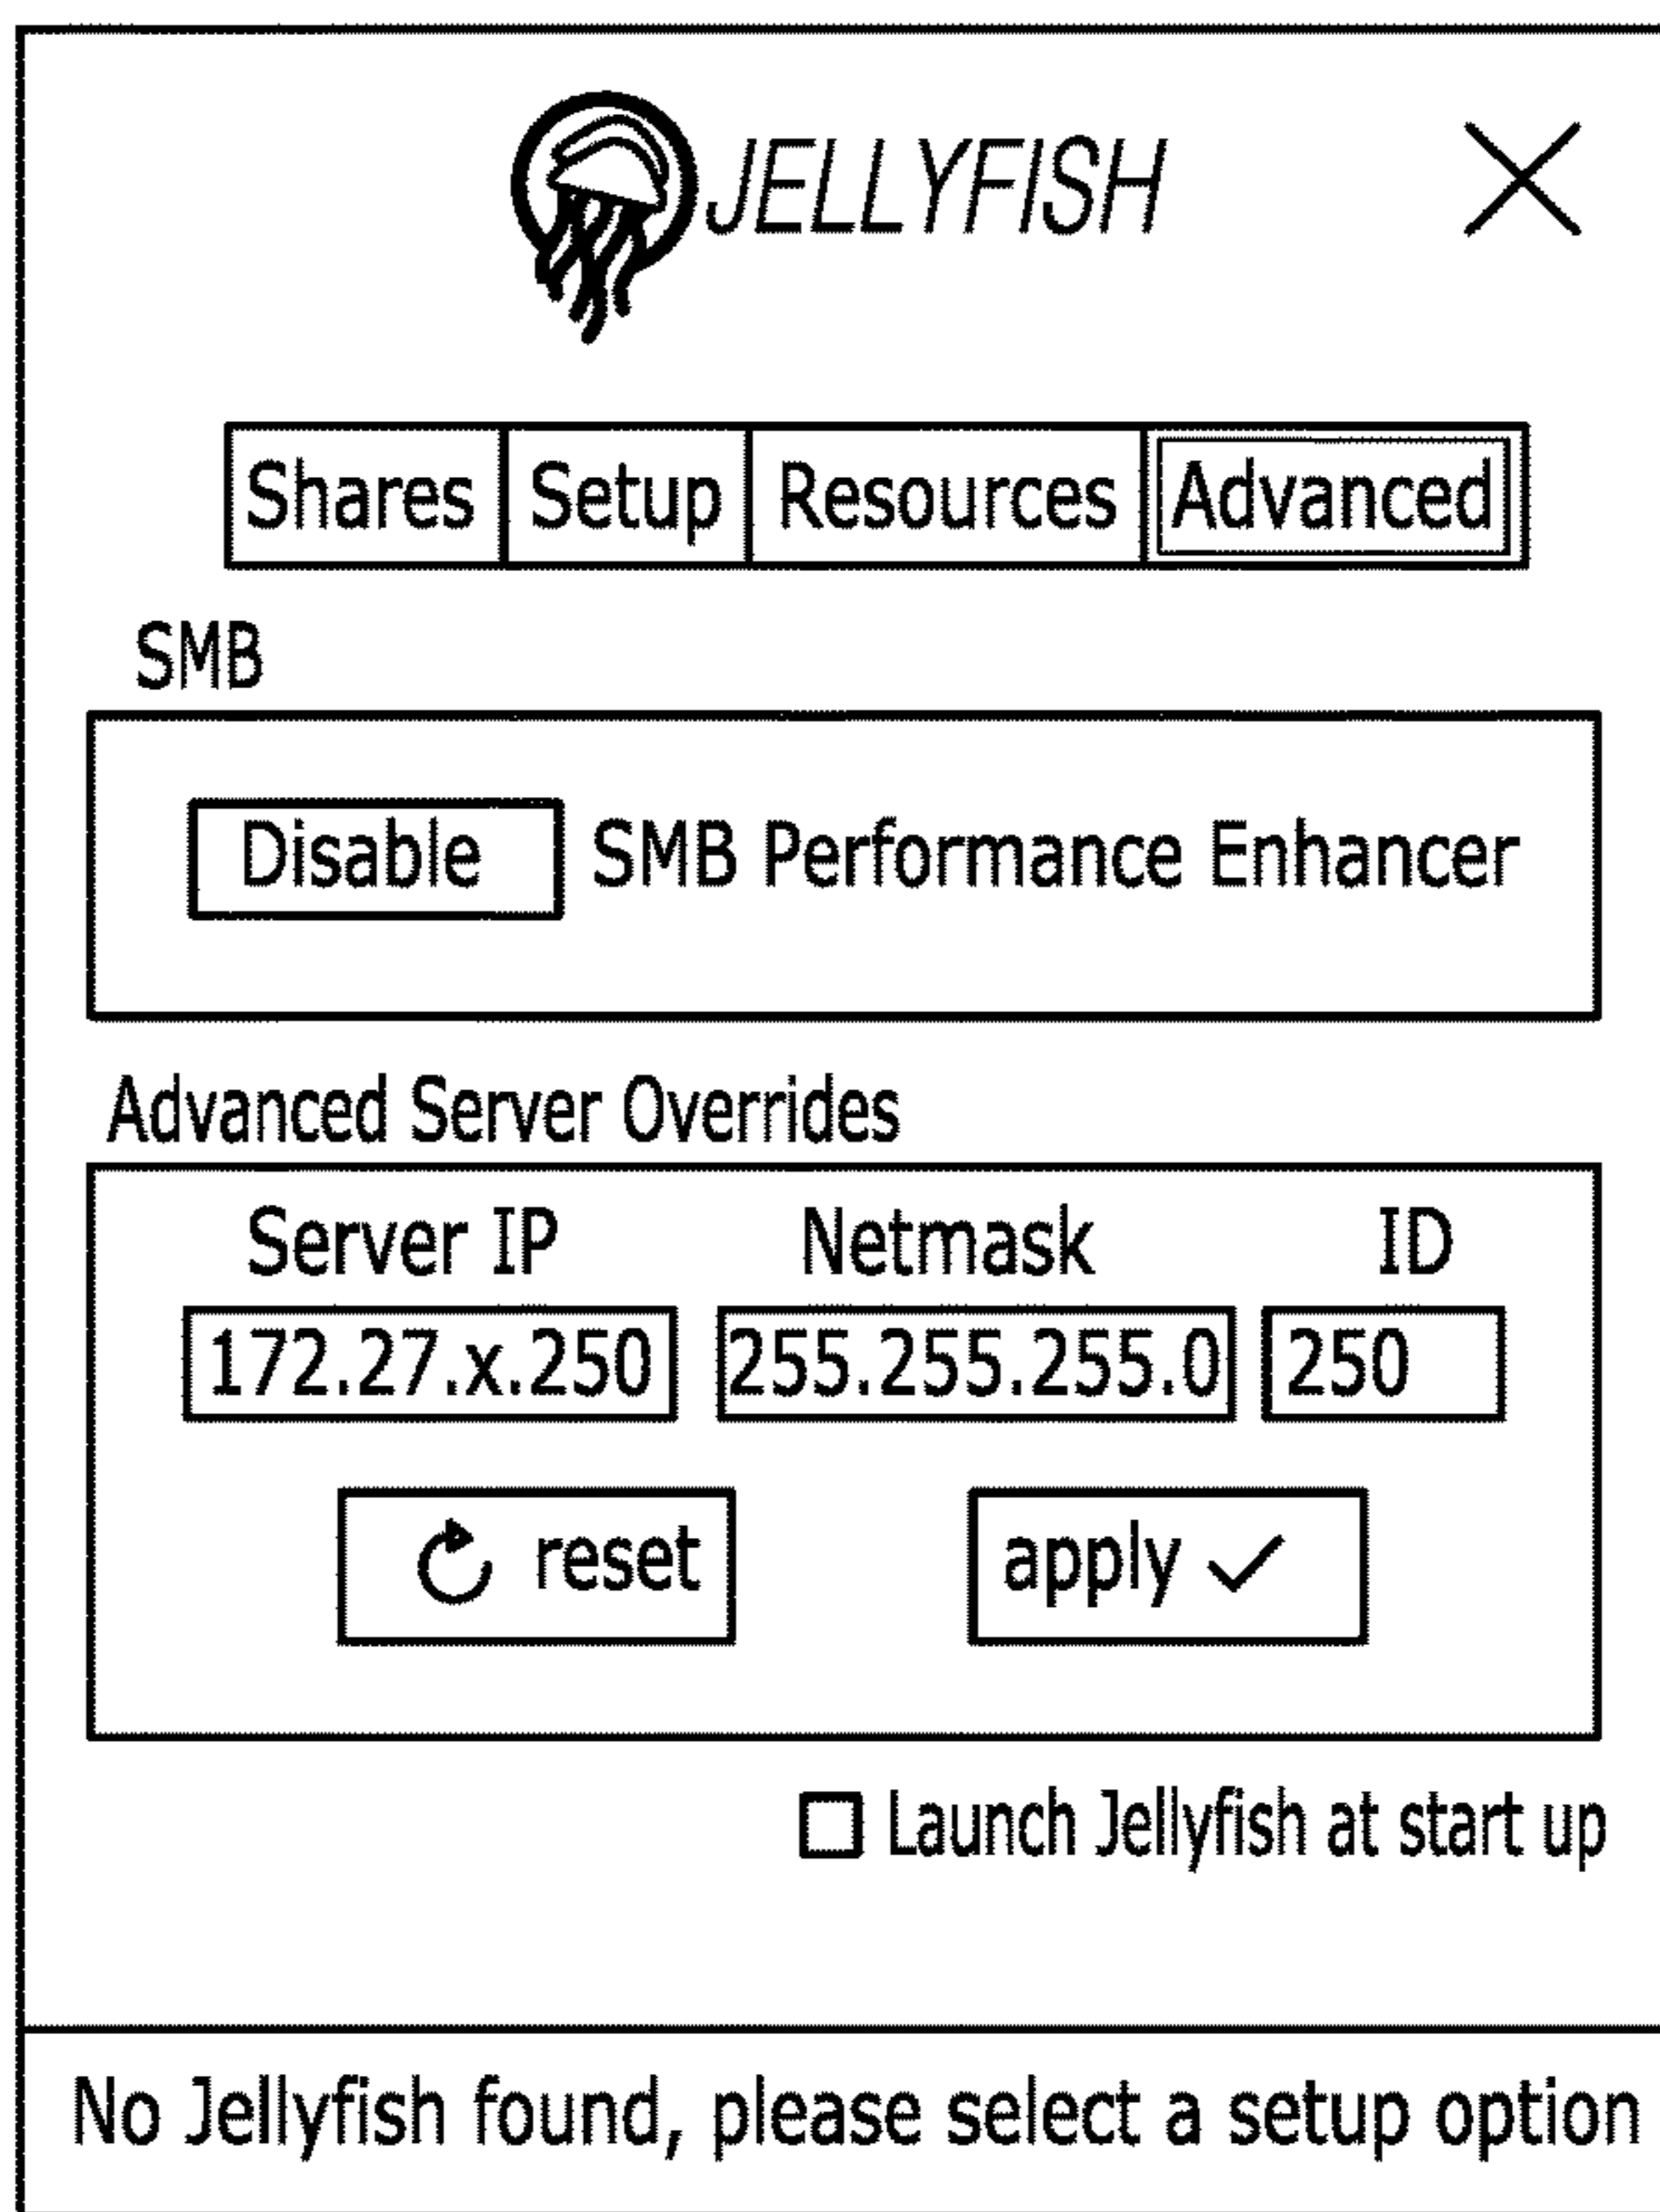 JELLYFISH
Shares Setup Resources Advanced
SMB
Disable SMB Performance Enhancer
Advanced Server Overrides
Server IP Netmask ID
172.27.x.250 255.255.255.0 250
reset apply
Launch Jellyfish at start up
No Jellyfish found, please select a setup option